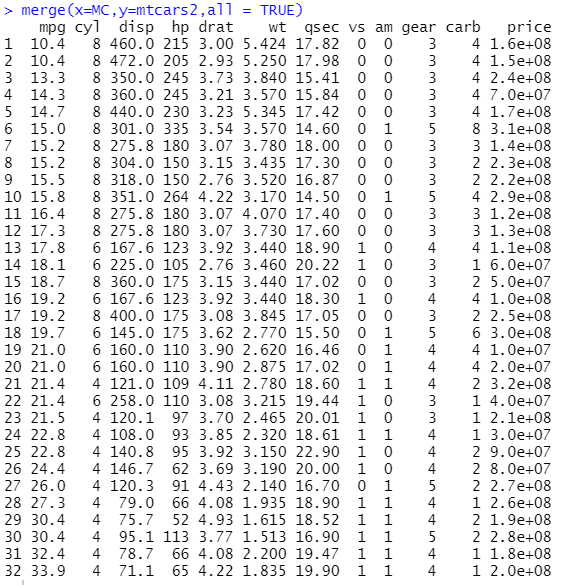 > merge(x=MC,y=mtcars2,all = TRUE)
mpg cyl disp hp drat wt qsec vs am gear carb price
1 10.4 8 460.0 215 3.00 5.424 17.82 0 0 3 4 1.6e+08
2 10.4 8 472.0 205 2.93 5.250 17.98 0 0 3 4 1.5e+08
3 13.3 8 350.0 245 3.73 3.840 15.41 0 0 3 4 2.4e+08
4 14.3 8 360.0 245 3.21 3.570 15.84 0 0 3 4 7.0e+07
5 14.7 8 440.0 230 3.23 5.345 17.42 0 0 3 4 1.7e+08
6 15.0 8 301.0 335 3.54 3.570 14.60 0 1 5 8 3.1e+08
7 15.2 8 275.8 180 3.07 3.780 18.00 0 0 3 3 1.4e+08
8 15.2 8 304.0 150 3.15 3.435 17.30 0 0 3 2 2.3e+08
9 15.5 8 318.0 150 2.76 3.520 16.87 0 0 3 2 2.2e+08
10 15.8 8 351.0 264 4.22 3.170 14.50 0 1 5 4 2.9e+08
11 16.4 8 275.8 180 3.07 4.070 17.40 0 0 3 3 1.2e+08
12 17.3 8 275.8 180 3.07 3.730 17.60 0 0 3 3 1.3e+08
13 17.8 6 167.6 123 3.92 3.440 18.90 1 0 4 4 1.1e+08
14 18.1 6 225.0 105 2.76 3.460 20.22 1 0 3 1 6.0e+07
15 18.7 8 360.0 175 3.15 3.440 17.02 0 0 3 2 5.0e+07
16 19.2 6 167.6 123 3.92 3.440 18.30 1 0 4 4 1.0e+08
17 19.2 8 400.0 175 3.08 3.845 17.05 0 0 3 2 2.5e+08
18 19.7 6 145.0 175 3.62 2.770 15.50 0 1 5 6 3.0e+08
19 21.0 6 160.0 110 3.90 2.620 16.46 0 1 4 4 1.0e+07
20 21.0 6 160.0 110 3.90 2.875 17.02 0 1 4 4 2.0e+07
21 21.4 4 121.0 109 4.11 2.780 18.60 1 1 4 2 3.2e+08
22 21.4 6 258.0 110 3.08 3.215 19.44 1 0 3 1 4.0e+07
23 21.5 4 120.1 97 3.70 2.465 20.01 1 0 3 1 2.1e+08
24 22.8 4 108.0 93 3.85 2.320 18.61 1 1 4 1 3.0e+07
25 22.8 4 140.8 95 3.92 3.150 22.90 1 0 4 2 9.0e+07
26 24.4 4 146.7 62 3.69 3.190 20.00 1 0 4 2 8.0e+07
27 26.0 4 120.3 91 4.43 2.140 16.70 0 1 5 2 2.7e+08
28 27.3 4 79.0 66 4.08 1.935 18.90 1 1 4 1 2.6e+08
29 30.4 4 75.7 52 4.93 1.615 18.52 1 1 4 2 1.9e+08
30 30.4 4 95.1 113 3.77 1.513 16.90 1 1 5 2 2.8e+08
31 32.4 4 78.7 66 4.08 2.200 19.47 1 1 4 1 1.8e+08
32 33.9 4 71.1 65 4.22 1.835 19.90 1 1 4 1 2.0e+08